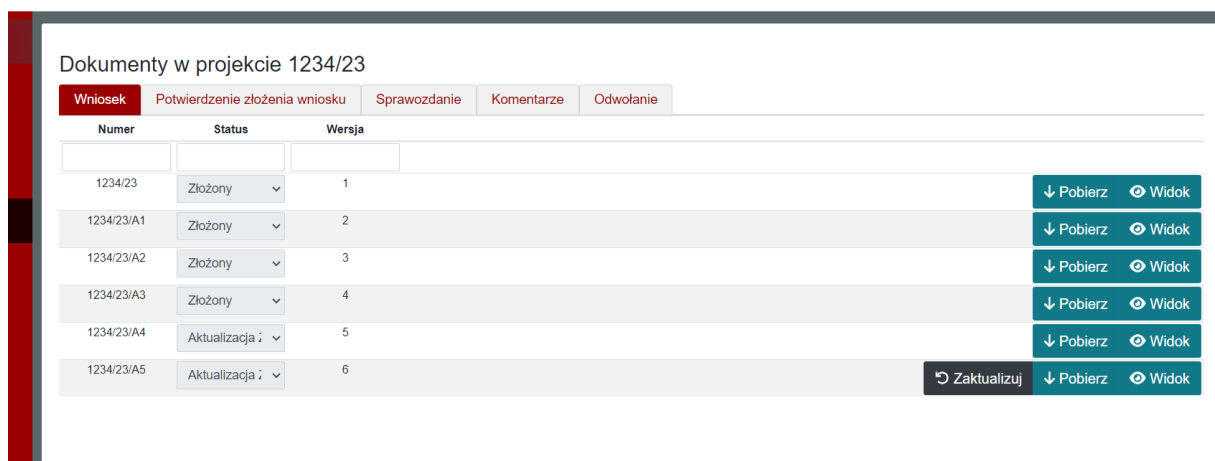 Dokumenty w projekcie 1234/23
Wniosek Potwierdzenie złożenia wniosku Sprawozdanie Komentarze Odwołanie
Numer Status Wersja
1234/23 Złożony 1 Pobierz Widok
1234/23/A1 Złożony 2 Pobierz Widok
1234/23/A2 Złożony 3 Pobierz Widok
1234/23/A3 Złożony 4 Pobierz Widok
1234/23/A4 Aktualizacja 5 Pobierz Widok
1234/23/A5 Aktualizacja 6 Zaktualizuj Pobierz Widok